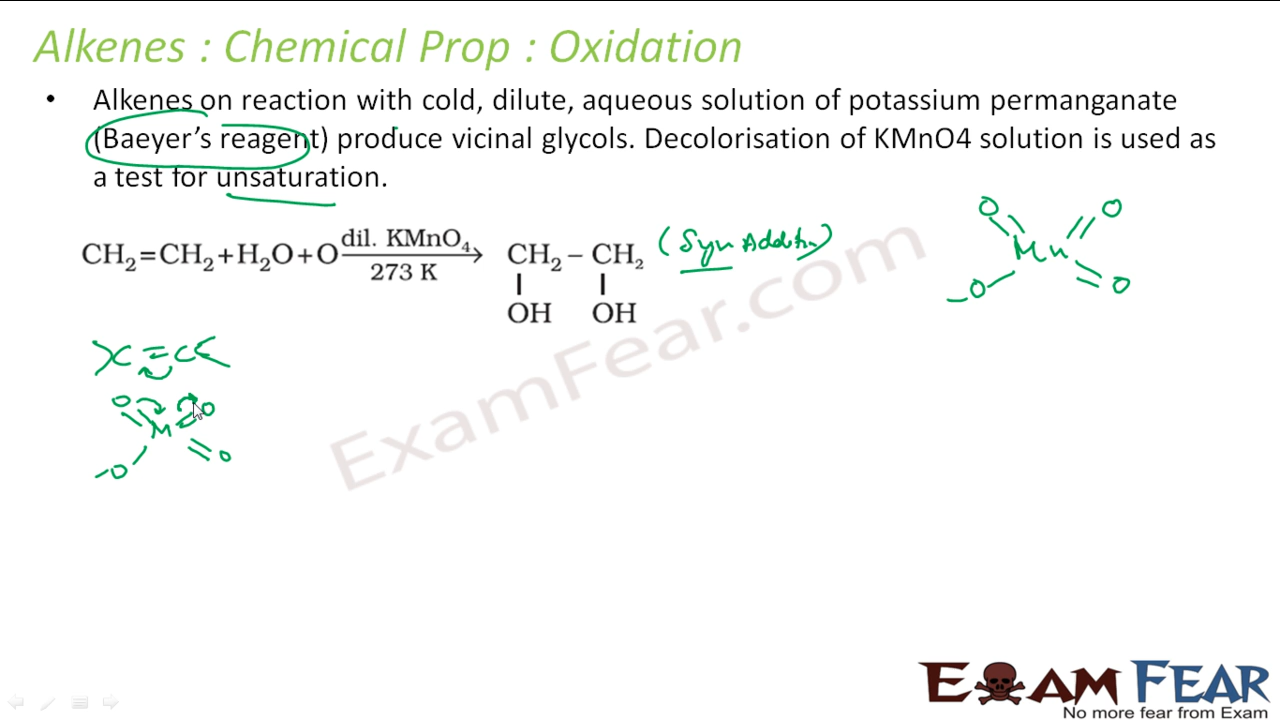 Alkenes : Chemical Prop : Oxidation
• Alkenes on reaction with cold, dilute, aqueous solution of potassium permanganate
(Baeyer's reagent) produce vicinal glycols. Decolorisation of KMnO4 solution is used as
a test for unsaturation.
CH₂=CH₂+H₂O+O dil. KMnO₄ 273 K → CH₂ – CH₂ (Syn Addition)
| |
OH OH
O O
Mn
–O O
C = C
O O
M
–O O
ExamFear.com
EXAM FEAR
No more fear from Exam